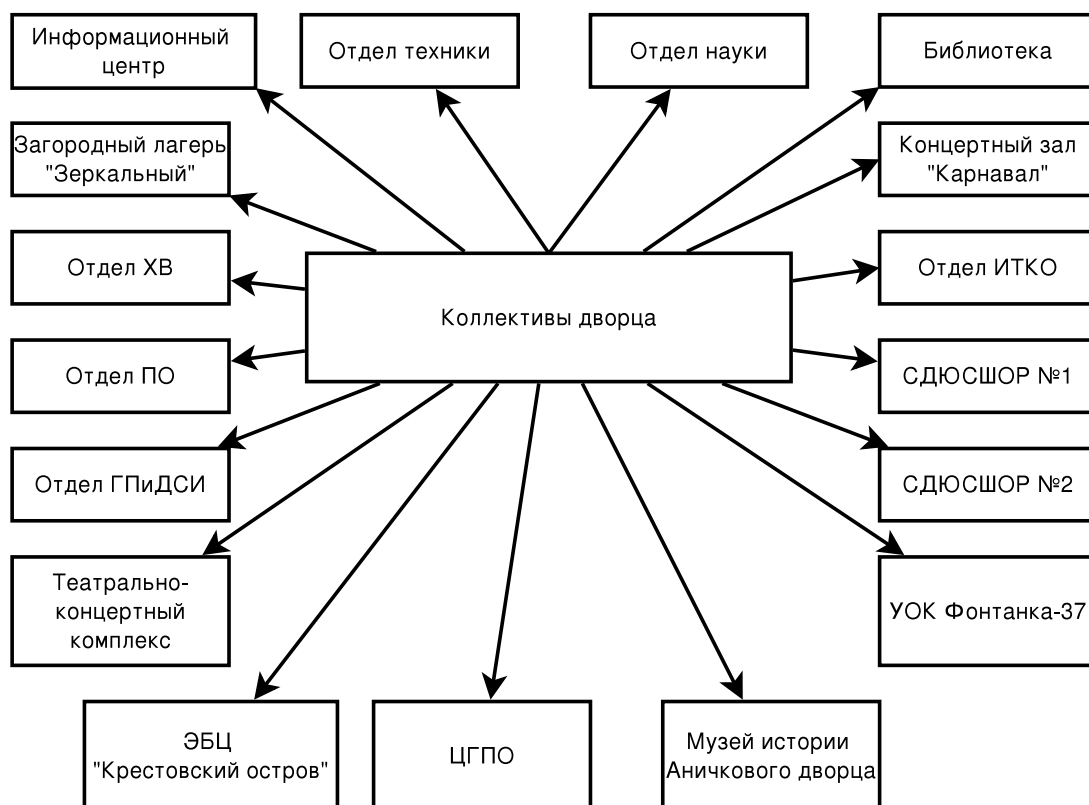 Информационный
центр
Отдел техники
Отдел науки
Библиотека
Загородный лагерь
"Зеркальный"
Концертный зал
"Карнавал"
Отдел ХВ
Отдел ИТКО
Коллективы дворца
Отдел ПО
СДЮСШОР №1
Отдел ГПиДСИ
СДЮСШОР №2
Театрально-
концертный
комплекс
УОК Фонтанка-37
ЭБЦ
"Крестовский остров"
ЦГПО
Музей истории
Аничкового дворца